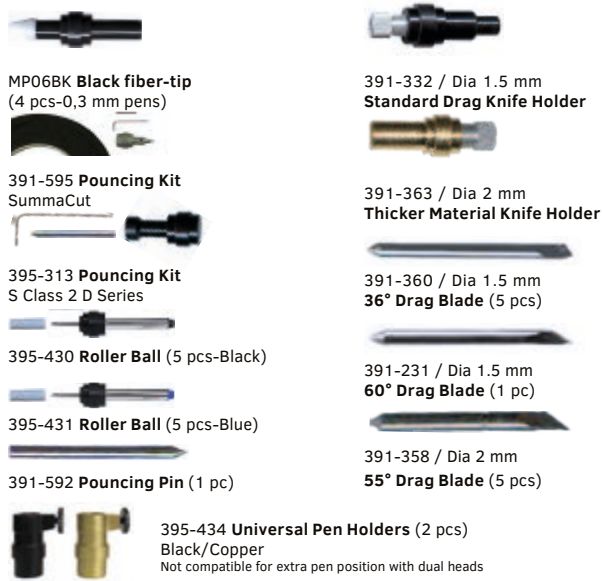 MP06BK Black fiber-tip
(4 pcs-0,3 mm pens)
391-595 Pouncing Kit
SummaCut
395-313 Pouncing Kit
S Class 2 D Series
395-430 Roller Ball (5 pcs-Black)
395-431 Roller Ball (5 pcs-Blue)
391-592 Pouncing Pin (1 pc)
391-332 / Dia 1.5 mm
Standard Drag Knife Holder
391-363 / Dia 2 mm
Thicker Material Knife Holder
391-360 / Dia 1.5 mm
36° Drag Blade (5 pcs)
391-231 / Dia 1.5 mm
60° Drag Blade (1 pc)
391-358 / Dia 2 mm
55° Drag Blade (5 pcs)
395-434 Universal Pen Holders (2 pcs)
Black/Copper
Not compatible for extra pen position with dual heads